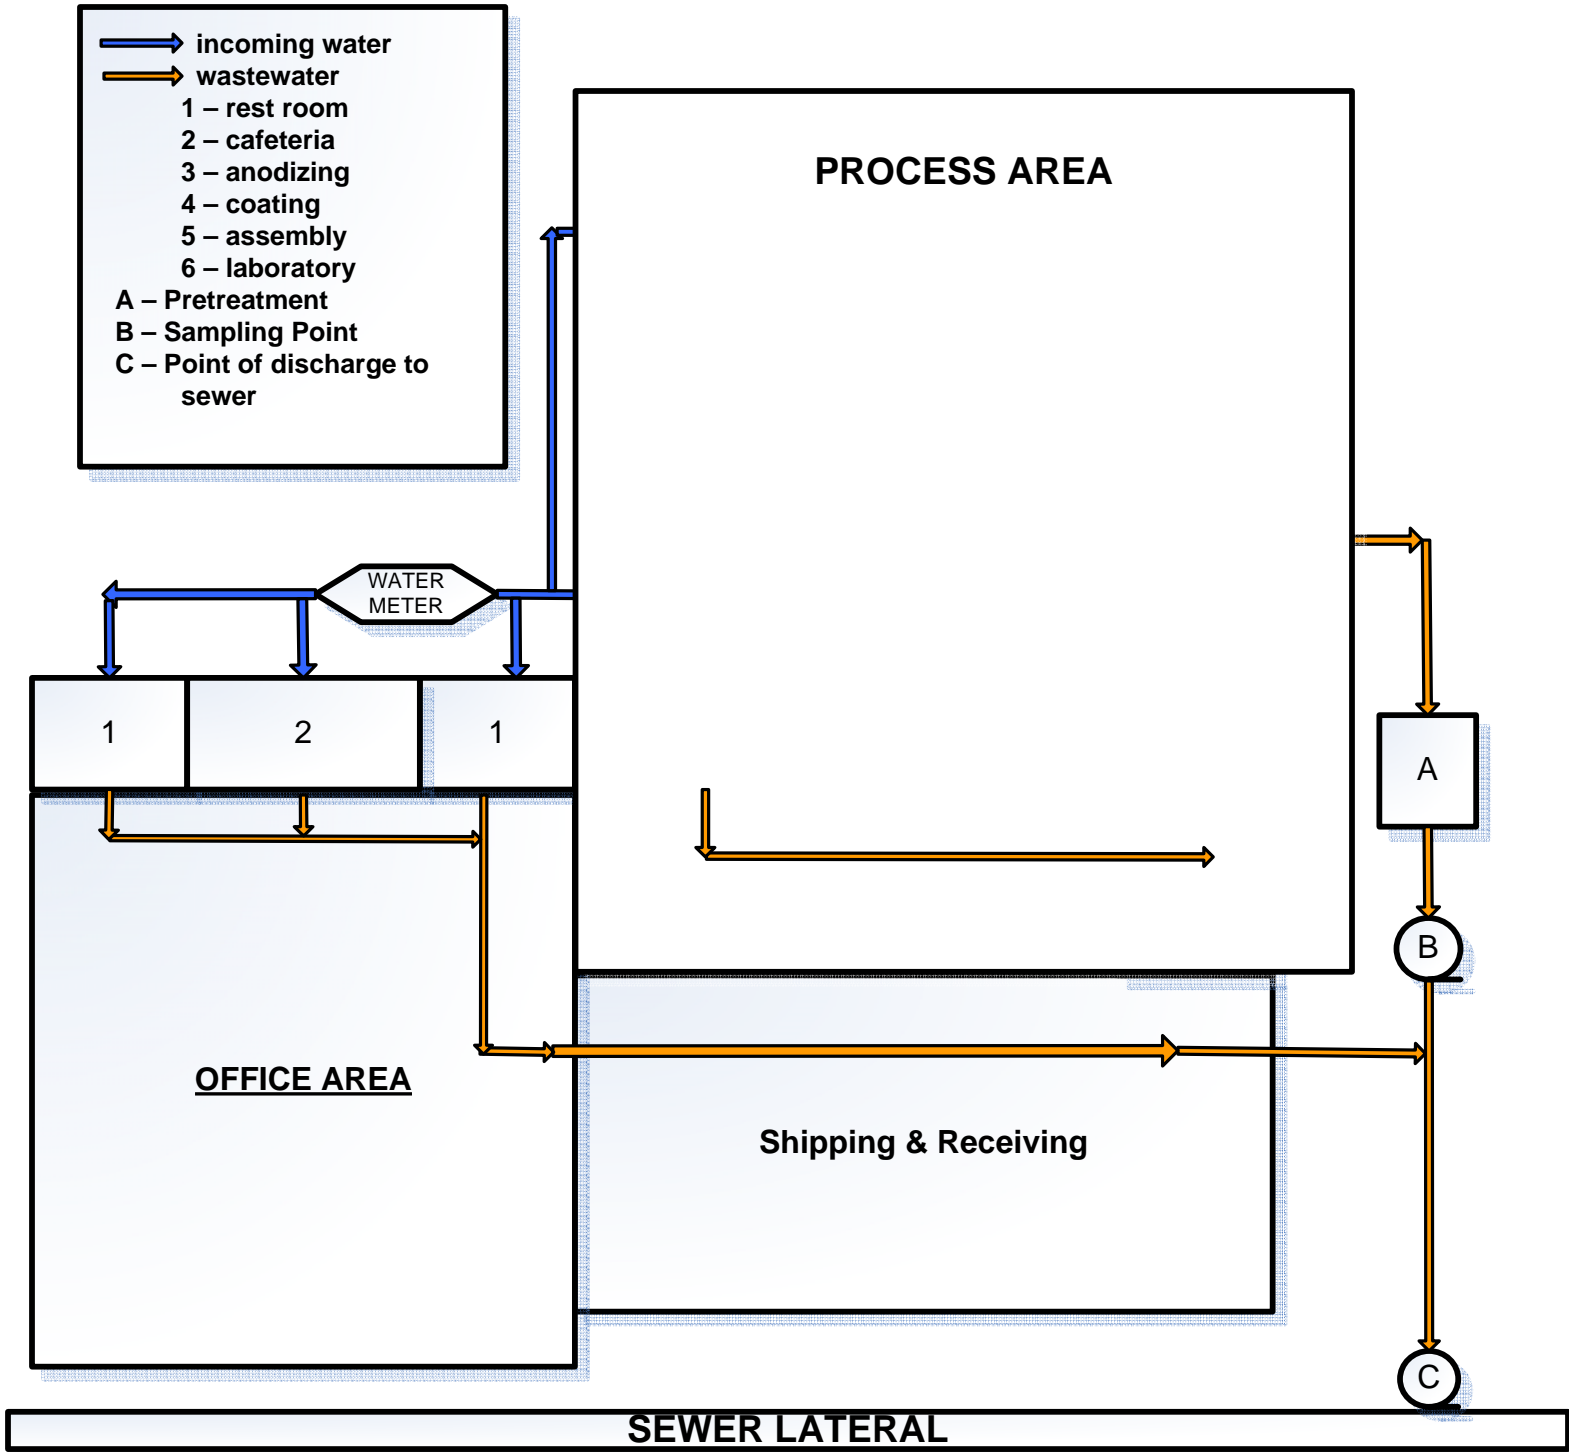 incoming water
wastewater
1 – rest room
2 – cafeteria
3 – anodizing
4 – coating
5 – assembly
6 – laboratory
A – Pretreatment
B – Sampling Point
C – Point of discharge to
sewer
PROCESS AREA
WATER
METER
1
2
1
A
B
OFFICE AREA
Shipping & Receiving
C
SEWER LATERAL